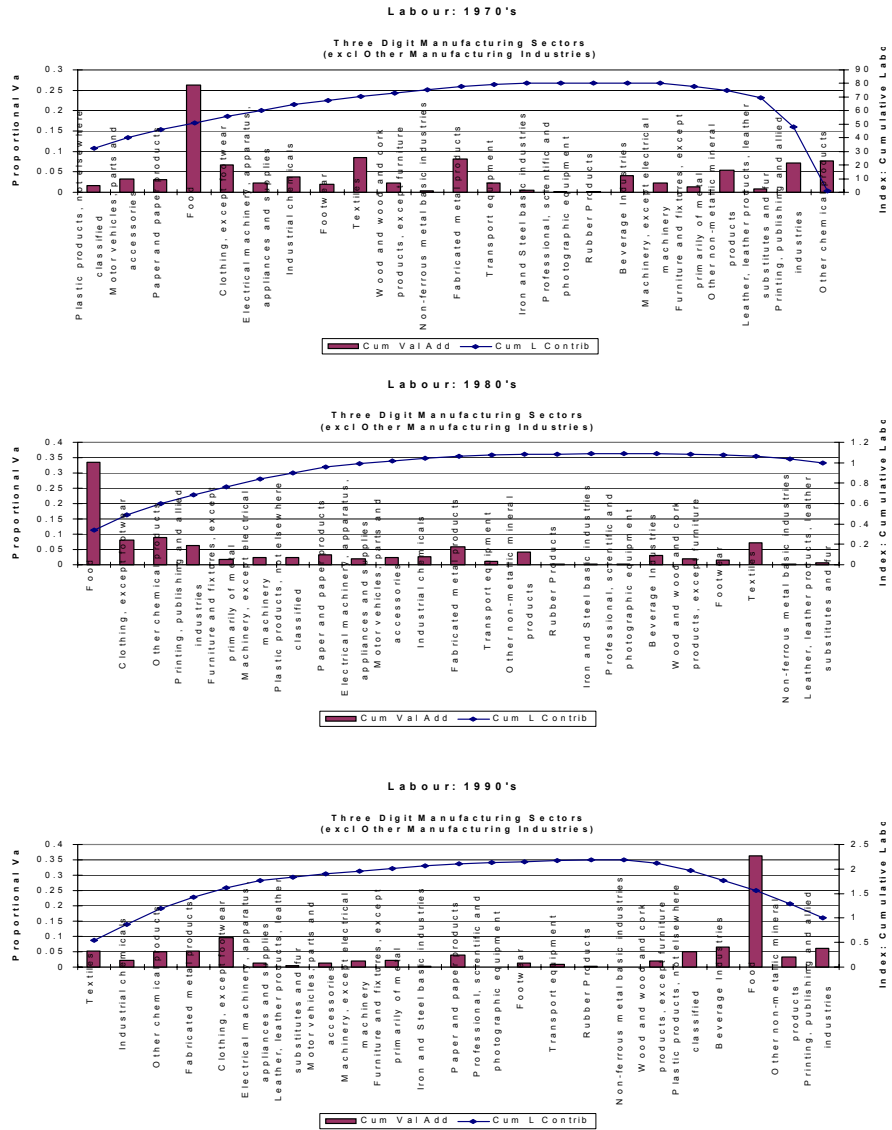 Labour: 1970's
Three Digit Manufacturing Sectors
(excl Other Manufacturing Industries)
Proportional Va
Index: Cumulative Labo
0.3
0.25
0.2
0.15
0.1
0.05
0
90
80
70
60
50
40
30
20
10
0
Plastic products, not elsewhere
classified
Motor vehicles, parts and
accessories
Paper and paper products
Food
Clothing, except footwear
Electrical machinery, apparatus,
appliances and supplies
Industrial chemicals
Footwear
Textiles
Wood and wood and cork
products, except furniture
Non-ferrous metal basic industries
Fabricated metal products
Transport equipment
Iron and Steel basic industries
Professional, scientific and
photographic equipment
Rubber Products
Beverage Industries
Machinery, except electrical
machinery
Furniture and fixtures, except
primarily of metal
Other non-metallic mineral
products
Leather, leather products, leather
substitutes and fur
Printing, publishing and allied
industries
Other chemical products
Cum Val Add
Cum L Contrib
Labour: 1980's
Three Digit Manufacturing Sectors
(excl Other Manufacturing Industries)
Proportional Va
Index: Cumulative Labo
0.4
0.35
0.3
0.25
0.2
0.15
0.1
0.05
0
1.2
1
0.8
0.6
0.4
0.2
0
Food
Clothing, except footwear
Other chemical products
Printing, publishing and allied
industries
Furniture and fixtures, except
primarily of metal
Machinery, except electrical
machinery
Plastic products, not elsewhere
classified
Paper and paper products
Electrical machinery, apparatus,
appliances and supplies
Motor vehicles, parts and
accessories
Industrial chemicals
Fabricated metal products
Transport equipment
Other non-metallic mineral
products
Rubber Products
Iron and Steel basic industries
Professional, scientific and
photographic equipment
Beverage Industries
Wood and wood and cork
products, except furniture
Footwear
Textiles
Non-ferrous metal basic industries
Leather, leather products, leather
substitutes and fur
Cum Val Add
Cum L Contrib
Labour: 1990's
Three Digit Manufacturing Sectors
(excl Other Manufacturing Industries)
Proportional Va
Index: Cumulative Labo
0.4
0.35
0.3
0.25
0.2
0.15
0.1
0.05
0
2.5
2
1.5
1
0.5
0
Textiles
Industrial chemicals
Other chemical products
Fabricated metal products
Clothing, except footwear
Electrical machinery, apparatus
appliances and supplies
Leather, leather products, leather
substitutes and fur
Motor vehicles, parts and
accessories
Machinery, except electrical
machinery
Furniture and fixtures, except
primarily of metal
Iron and Steel basic industries
Paper and paper products
Professional, scientific and
photographic equipment
Footwear
Transport equipment
Rubber Products
Non-ferrous metal basic industries
Wood and wood and cork
products, except furniture
Plastic products, not elsewhere
classified
Beverage Industries
Food
Other non-metallic mineral
products
Printing, publishing and allied
industries
Cum Val Add
Cum L Contrib